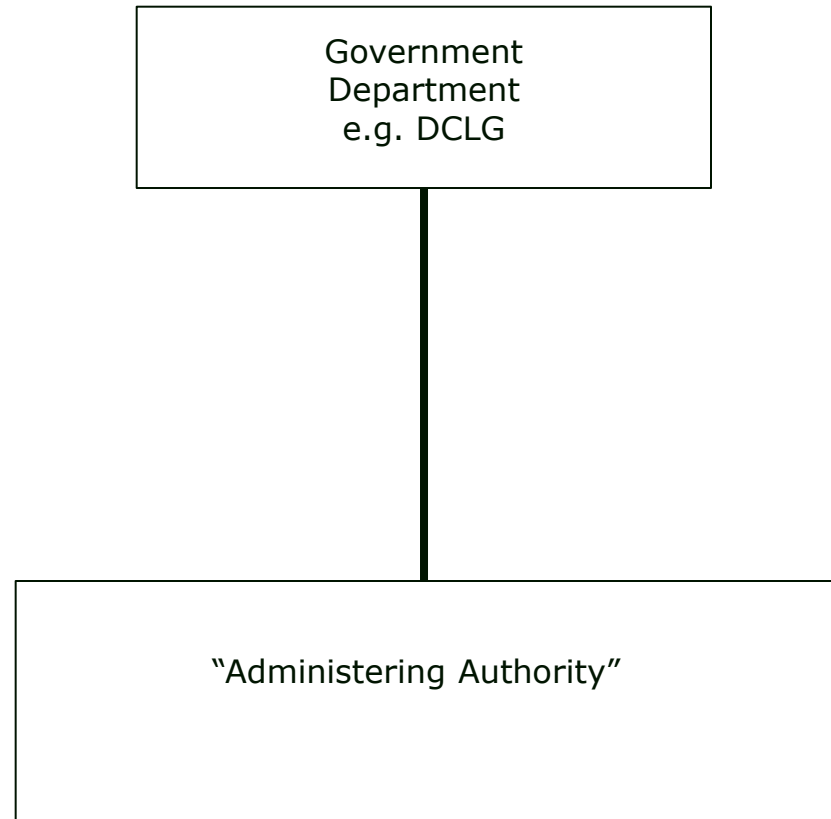 Government
Department
e.g. DCLG
“Administering Authority”